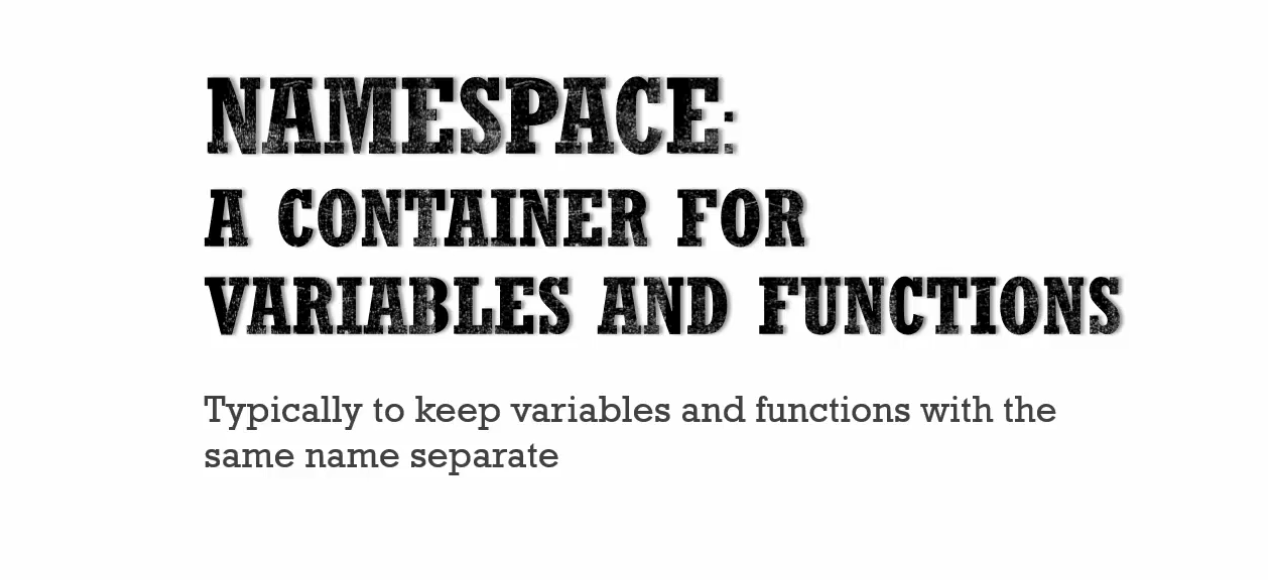 NAMESPACE:
A CONTAINER FOR
VARIABLES AND FUNCTIONS
Typically to keep variables and functions with the
same name separate